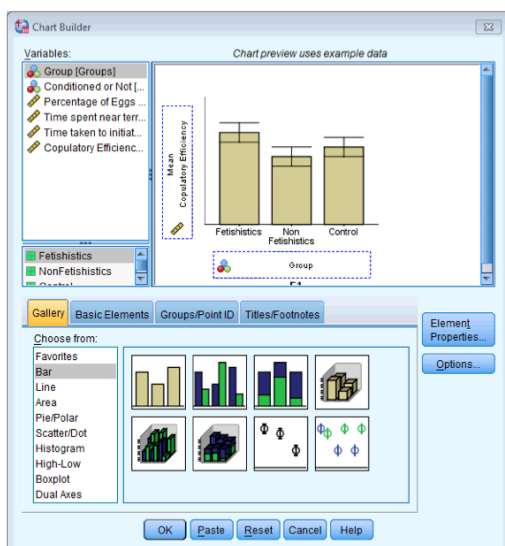 Chart Builder
Variables:
Chart preview uses example data
Group [Groups]
Conditioned or Not [...
Percentage of Eggs ...
Time spent near terr...
Time taken to initiat...
Copulatory Efficienc...
Mean
Copulatory Efficiency
Fetishistics
Non
Fetishistics
Control
Group
Fetishistics
NonFetishistics
Gallery
Basic Elements
Groups/Point ID
Titles/Footnotes
Choose from:
Favorites
Bar
Line
Area
Pie/Polar
Scatter/Dot
Histogram
High-Low
Boxplot
Dual Axes
Element
Properties...
Options...
OK
Paste
Reset
Cancel
Help